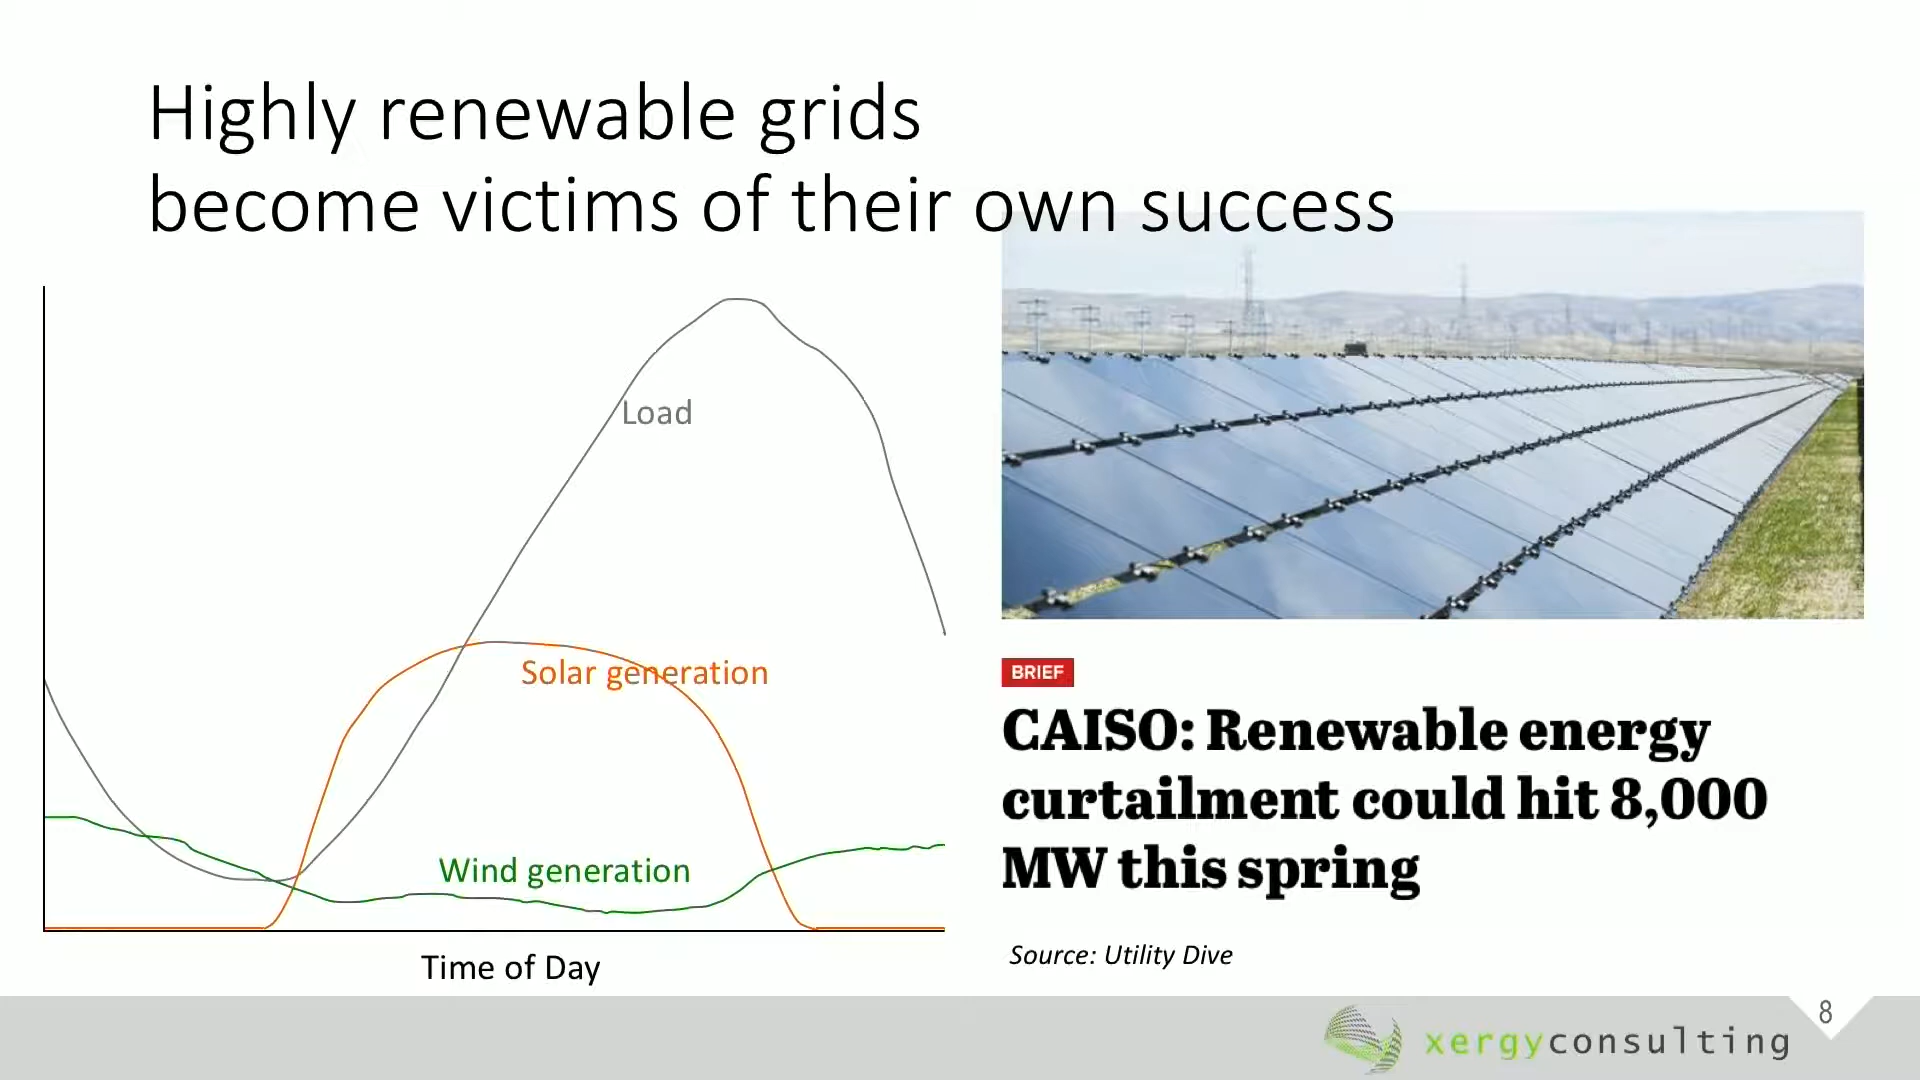 Highly renewable grids
become victims of their own success
Load
Solar generation
Wind generation
Time of Day
BRIEF
CAISO: Renewable energy
curtailment could hit 8,000
MW this spring
Source: Utility Dive
8
xergyconsulting